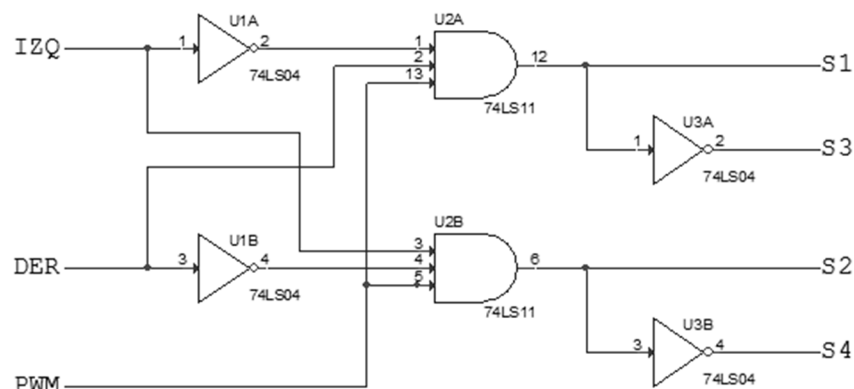 U1A
U2A
IZQ
1
2
1
2
13
12
S1
74LS04
74LS11
U3A
1
2
S3
74LS04
U1B
U2B
DER
3
4
3
4
5
6
S2
74LS04
74LS11
U3B
3
4
S4
74LS04
PWM